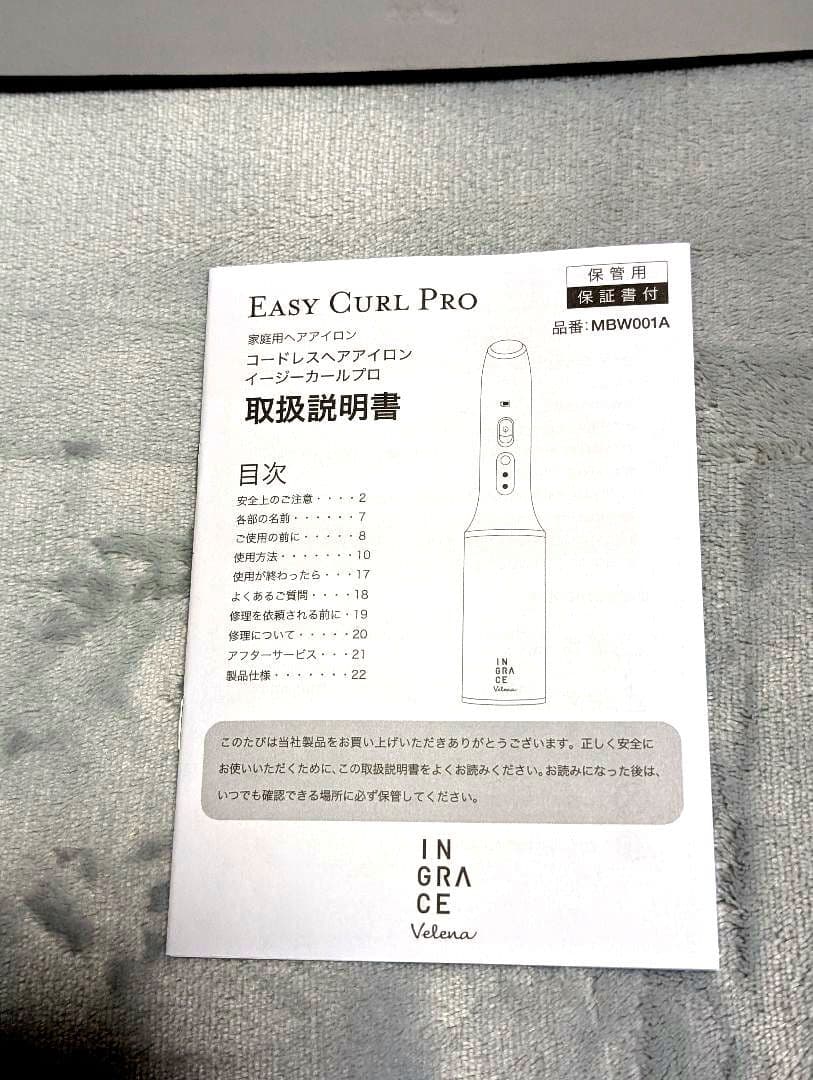 保管用
保証書付
品番:MBW001A
EASY CURL PRO
家庭用ヘアアイロン
コードレスヘアアイロン
イージーカールプロ
取扱説明書
目次
安全上のご注意・・・・2
各部の名前・・・・・・7
ご使用の前に・・・・・8
使用方法・・・・・・・10
使用が終わったら・・・17
よくあるご質問・・・・18
修理を依頼される前に・19
修理について・・・・・20
アフターサービス・・・21
製品仕様・・・・・・・22
IN
GRA
CE
Velena
このたびは当社製品をお買い上げいただきありがとうございます。正しく安全に
お使いいただくために、この取扱説明書をよくお読みください。お読みになった後は、
いつでも確認できる場所に必ず保管してください。
IN
GRA
CE
Velena